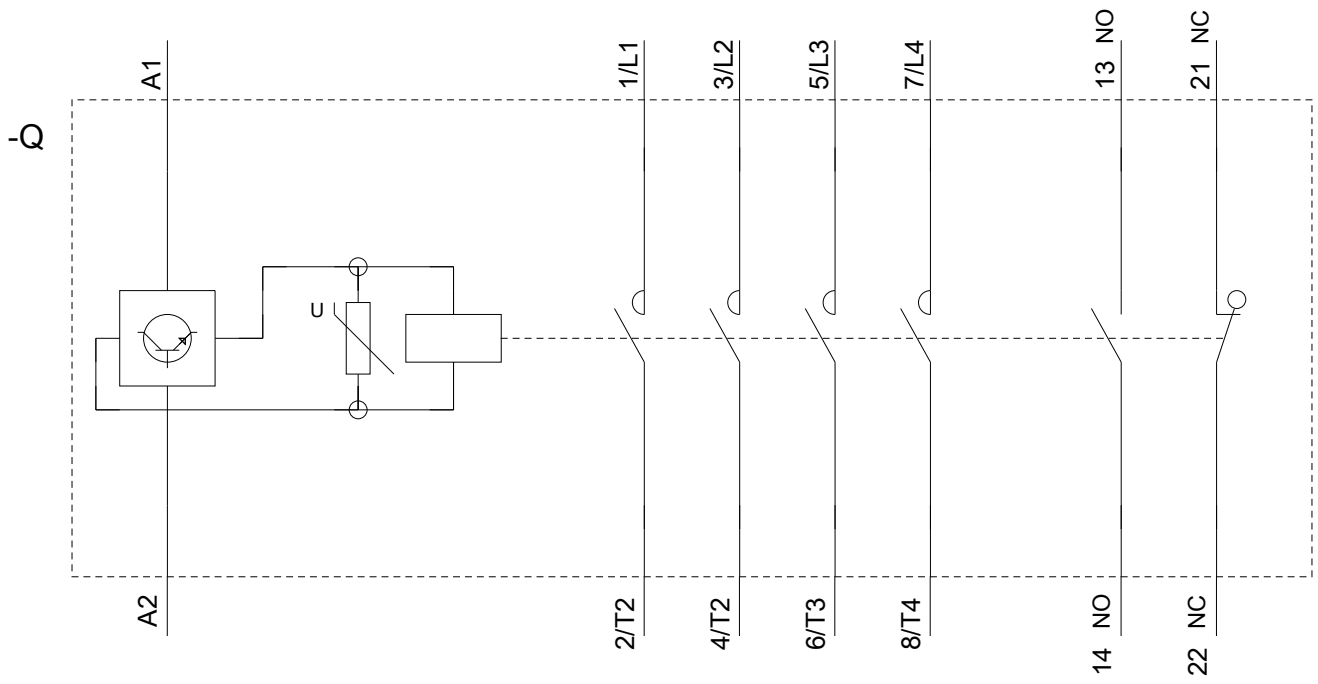 A1
1/L1
3/L2
5/L3
7/L4
13 NO
21 NC
-Q
U
A2
2/T2
4/T2
6/T3
8/T4
14 NO
22 NC